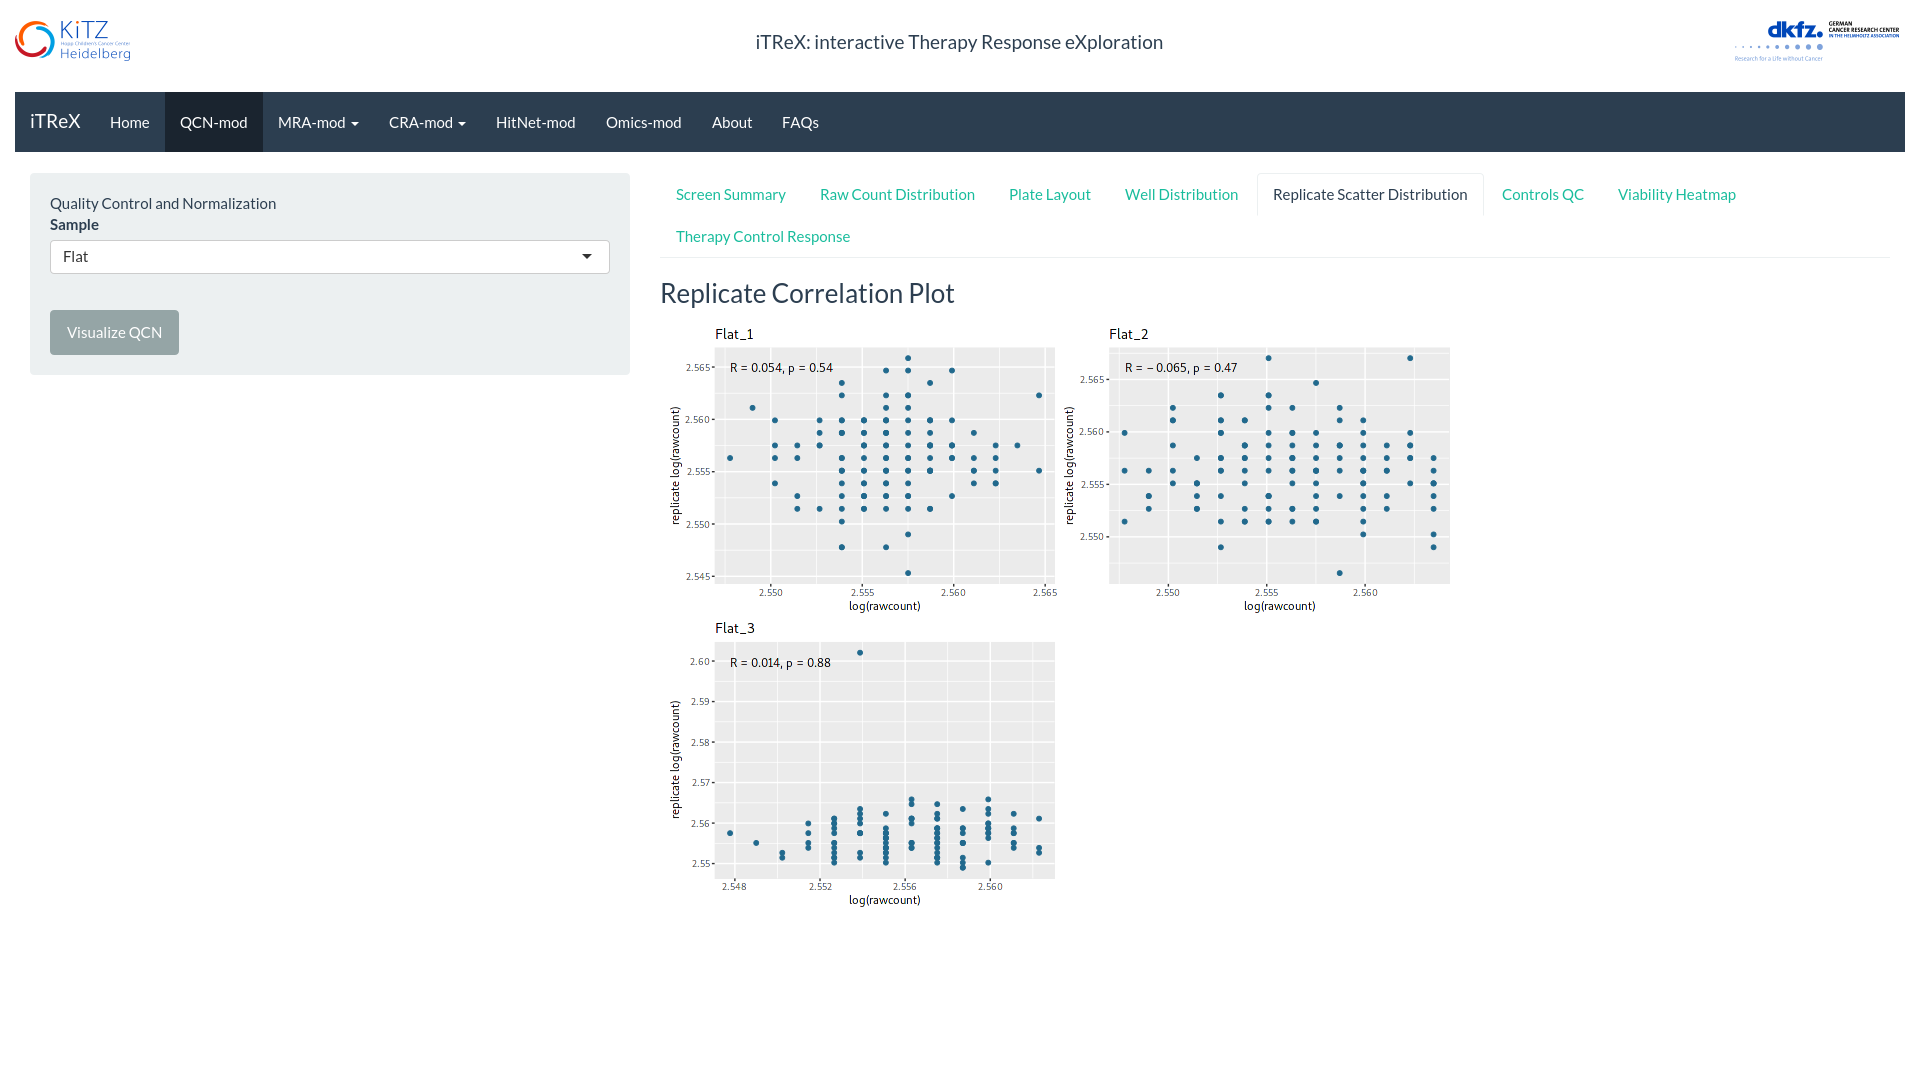 KiTZ
Hopp Children's Cancer Center
Heidelberg
iTReX: interactive Therapy Response eXploration
dkfz.
GERMAN
CANCER RESEARCH CENTER
IN THE HELMHOLTZ ASSOCIATION
Research for a Life without Cancer
iTReX Home QCN-mod MRA-mod CRA-mod HitNet-mod Omics-mod About FAQs
Quality Control and Normalization
Sample
Flat
Visualize QCN
Screen Summary Raw Count Distribution Plate Layout Well Distribution Replicate Scatter Distribution Controls QC Viability Heatmap
Therapy Control Response
Replicate Correlation Plot
Flat_1
R = 0.054, p = 0.54
2.565
2.560
2.555
2.550
2.545
replicate log(rawcount)
2.550 2.555 2.560 2.565
log(rawcount)
Flat_2
R = − 0.065, p = 0.47
2.565
2.560
2.555
2.550
replicate log(rawcount)
2.550 2.555 2.560
log(rawcount)
Flat_3
R = 0.014, p = 0.88
2.60
2.59
2.58
2.57
2.56
2.55
replicate log(rawcount)
2.548 2.552 2.556 2.560
log(rawcount)